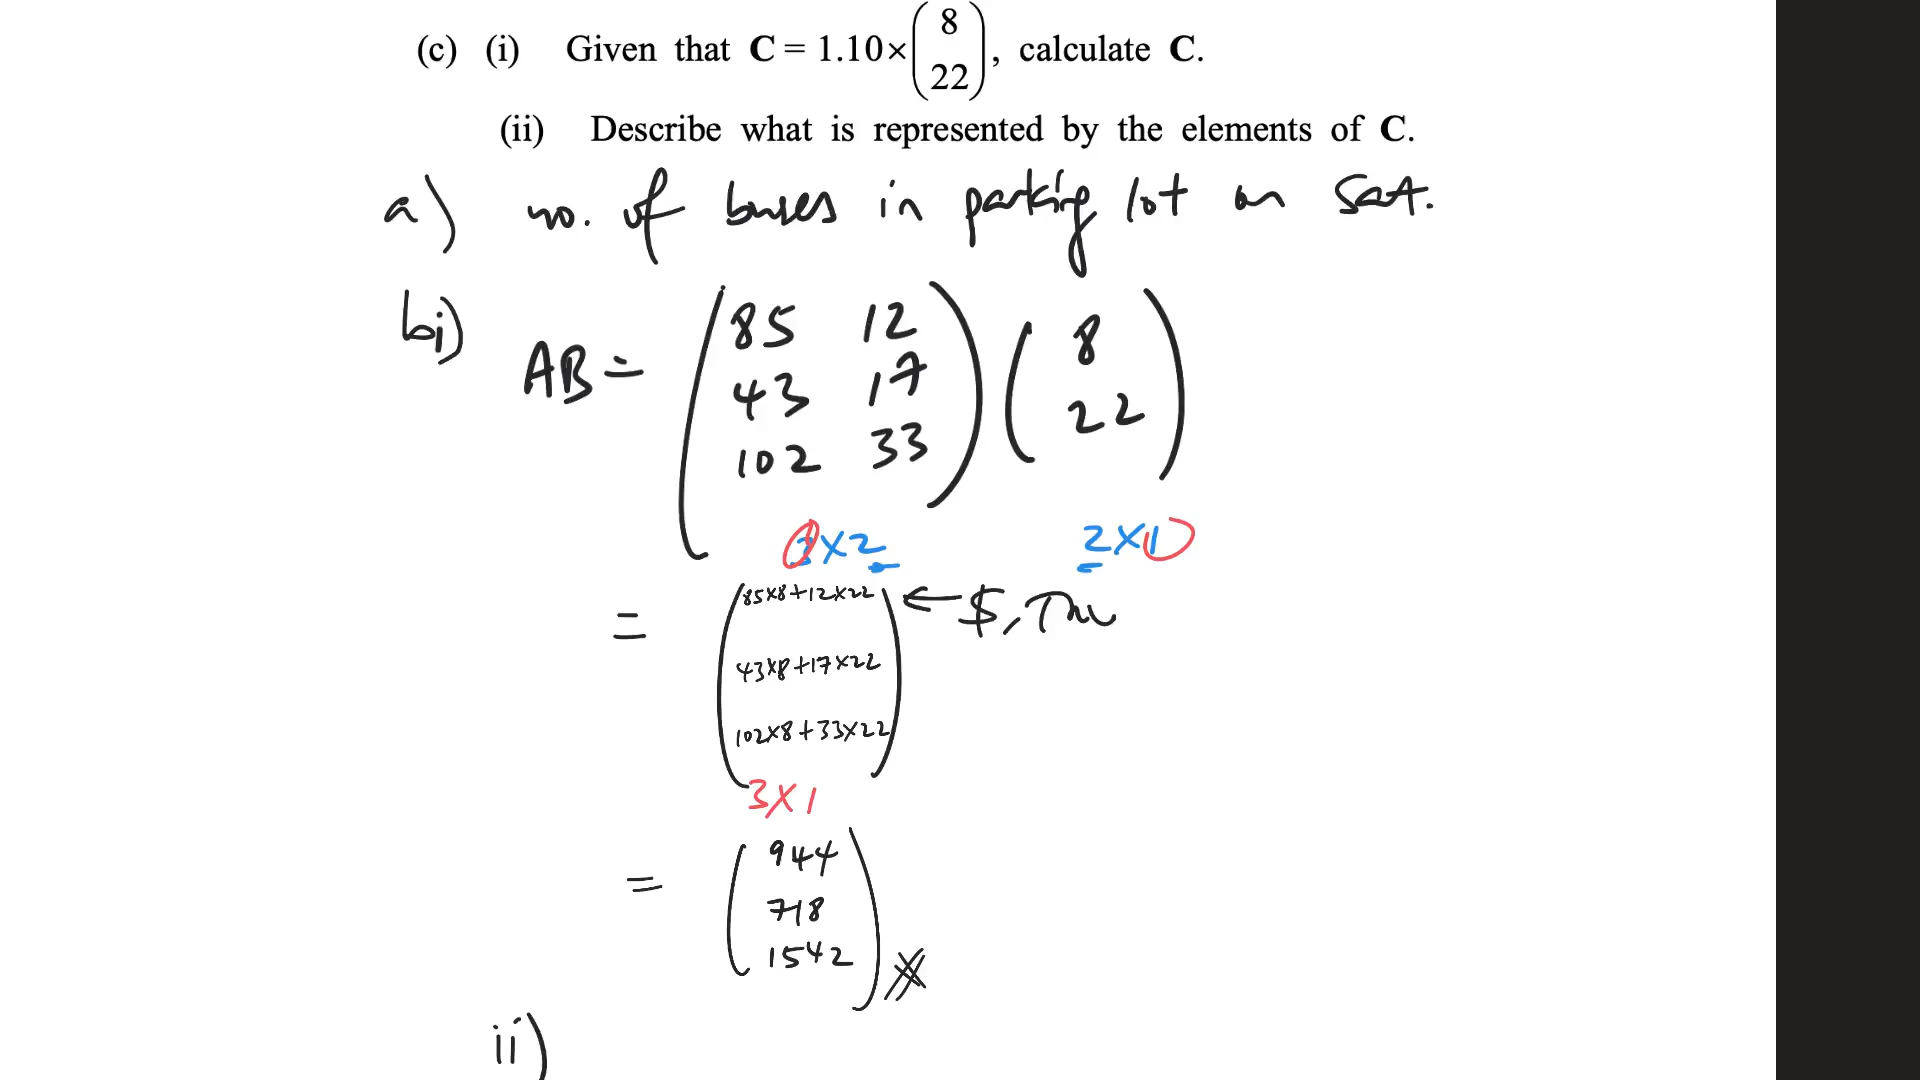 (c) (i) Given that C = 1.10 × (8 22), calculate C.
(ii) Describe what is represented by the elements of C.
a) no. of buses in parking lot on Sat.
bi) AB = (85 12 43 17 102 33) (8 22)
3×2 2×1
= (85×8+12×22 ← $, Thu
43×8+17×22
102×8+33×22)
3×1
= (944
718
1542)
ii)